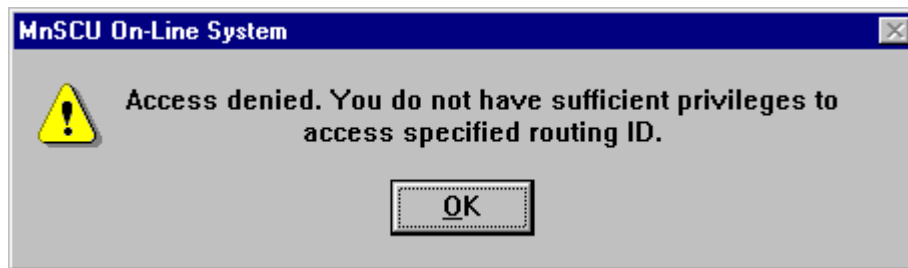 MnSCU On-Line System
Access denied. You do not have sufficient privileges to
access specified routing ID.
OK